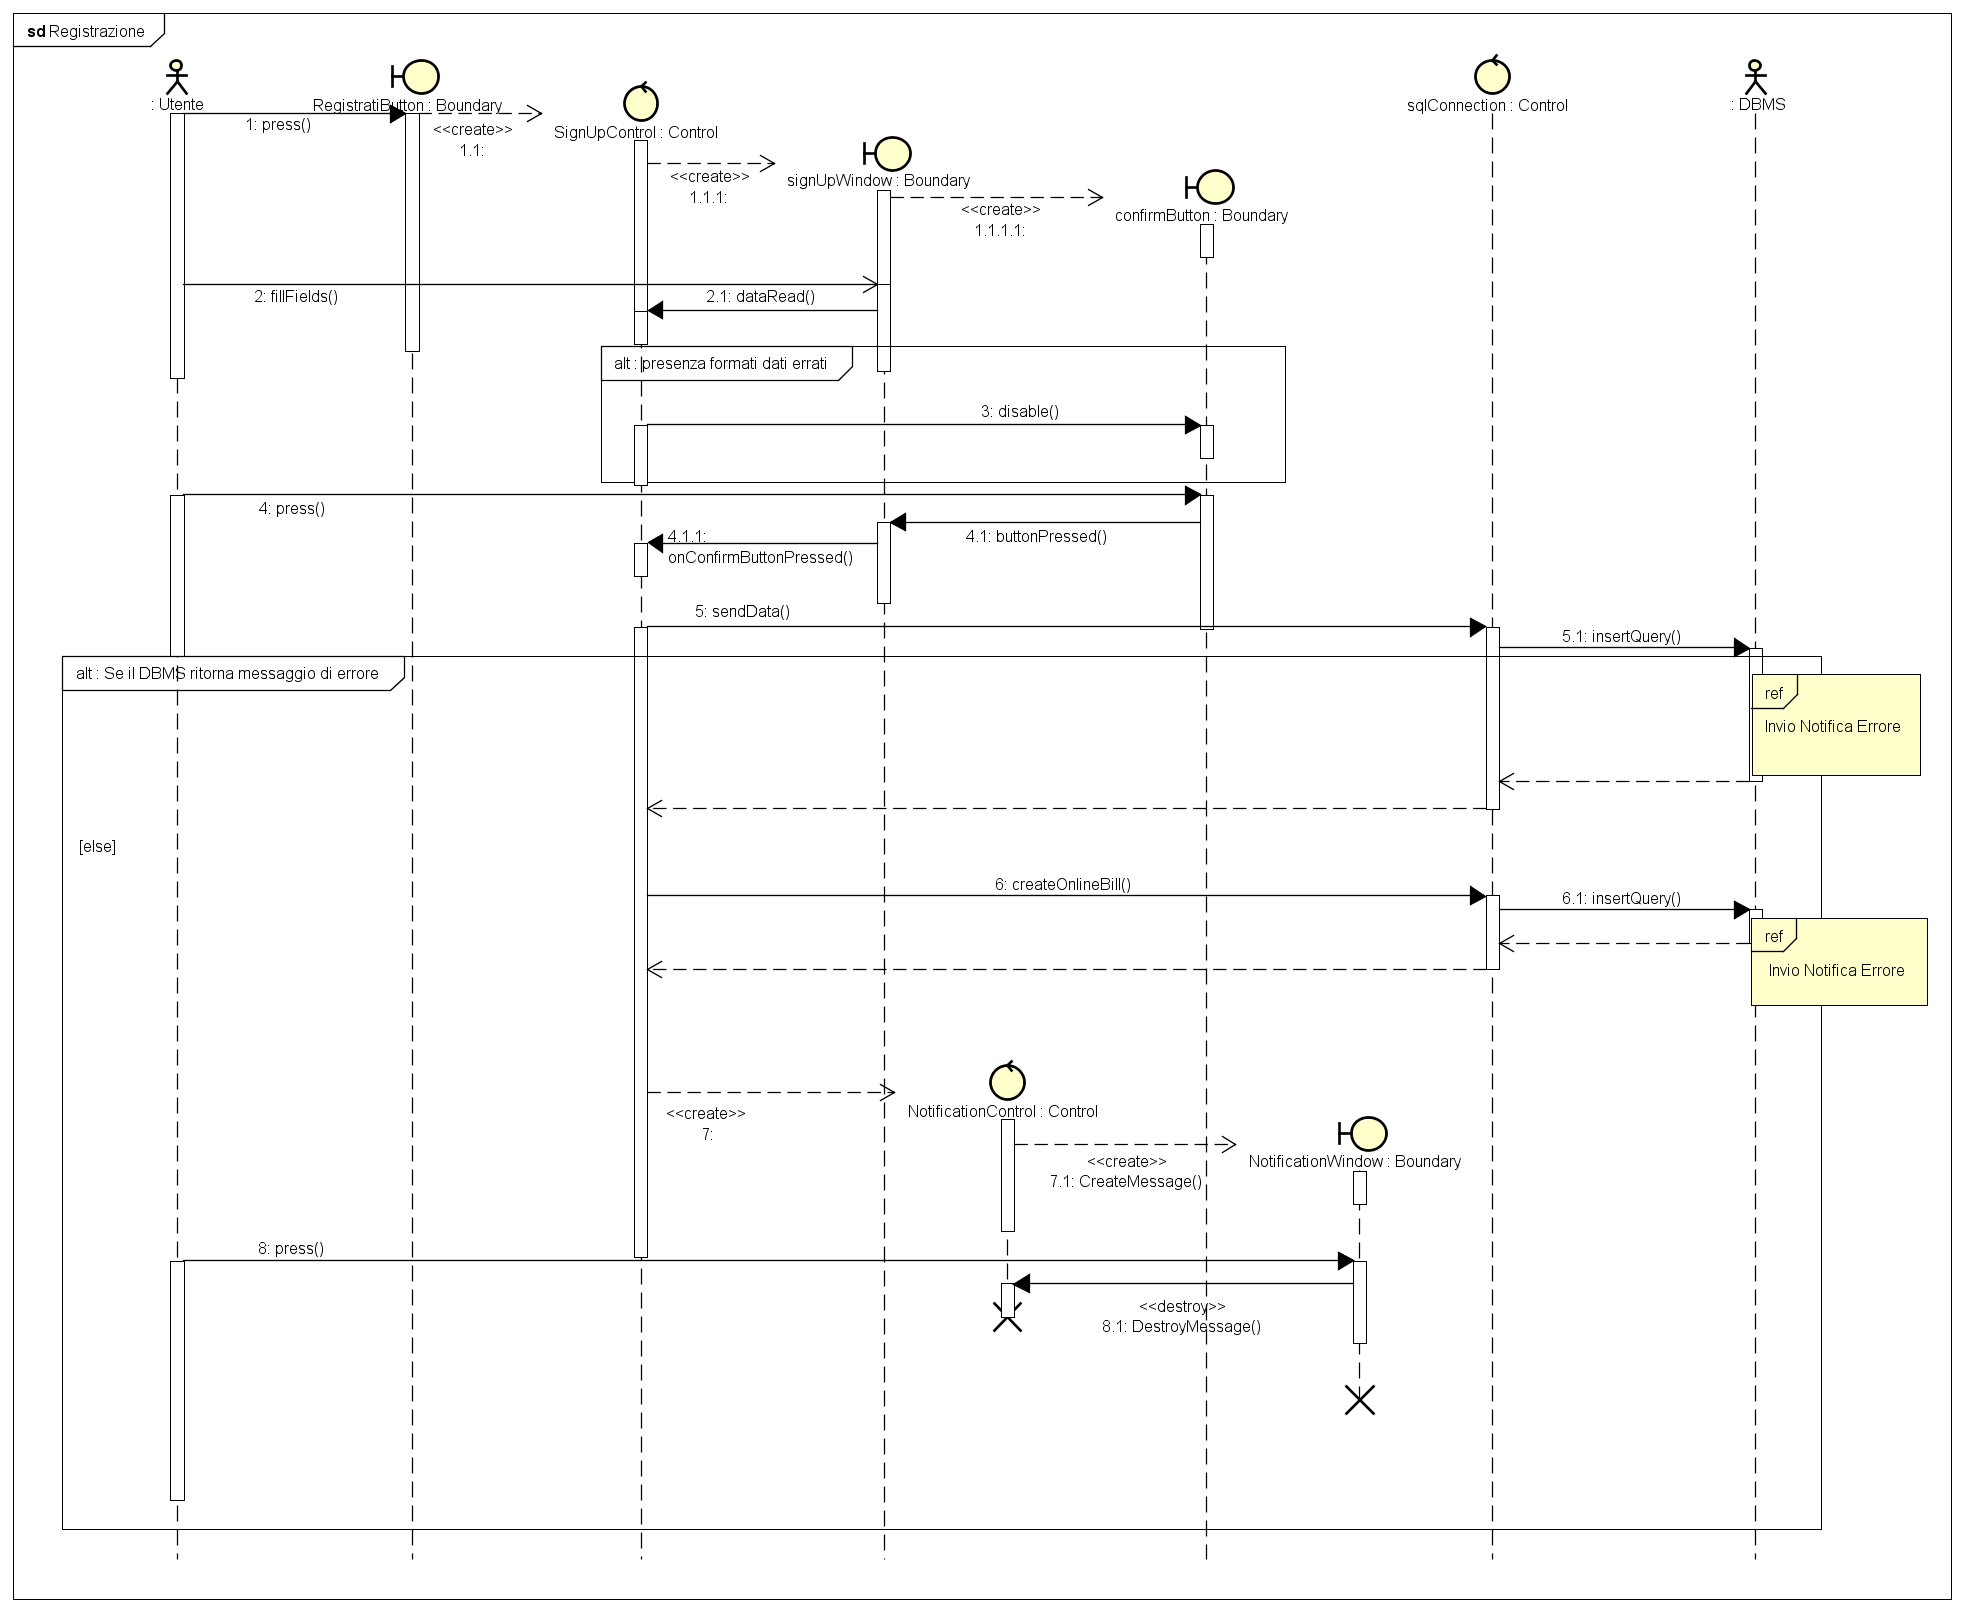 sd Registrazione
: Utente
RegistratiButton : Boundary
SignUpControl : Control
signUpWindow : Boundary
confirmButton : Boundary
sqlConnection : Control
: DBMS
1: press()
<<create>>
1.1:
<<create>>
1.1.1:
<<create>>
1.1.1.1:
2: fillFields()
2.1: dataRead()
alt : presenza formati dati errati
3: disable()
4: press()
4.1: buttonPressed()
4.1.1:
onConfirmButtonPressed()
5: sendData()
5.1: insertQuery()
alt : Se il DBMS ritorna messaggio di errore
ref
Invio Notifica Errore
[else]
6: createOnlineBill()
6.1: insertQuery()
ref
Invio Notifica Errore
<<create>>
7:
NotificationControl : Control
<<create>>
7.1: CreateMessage()
NotificationWindow : Boundary
8: press()
<<destroy>>
8.1: DestroyMessage()